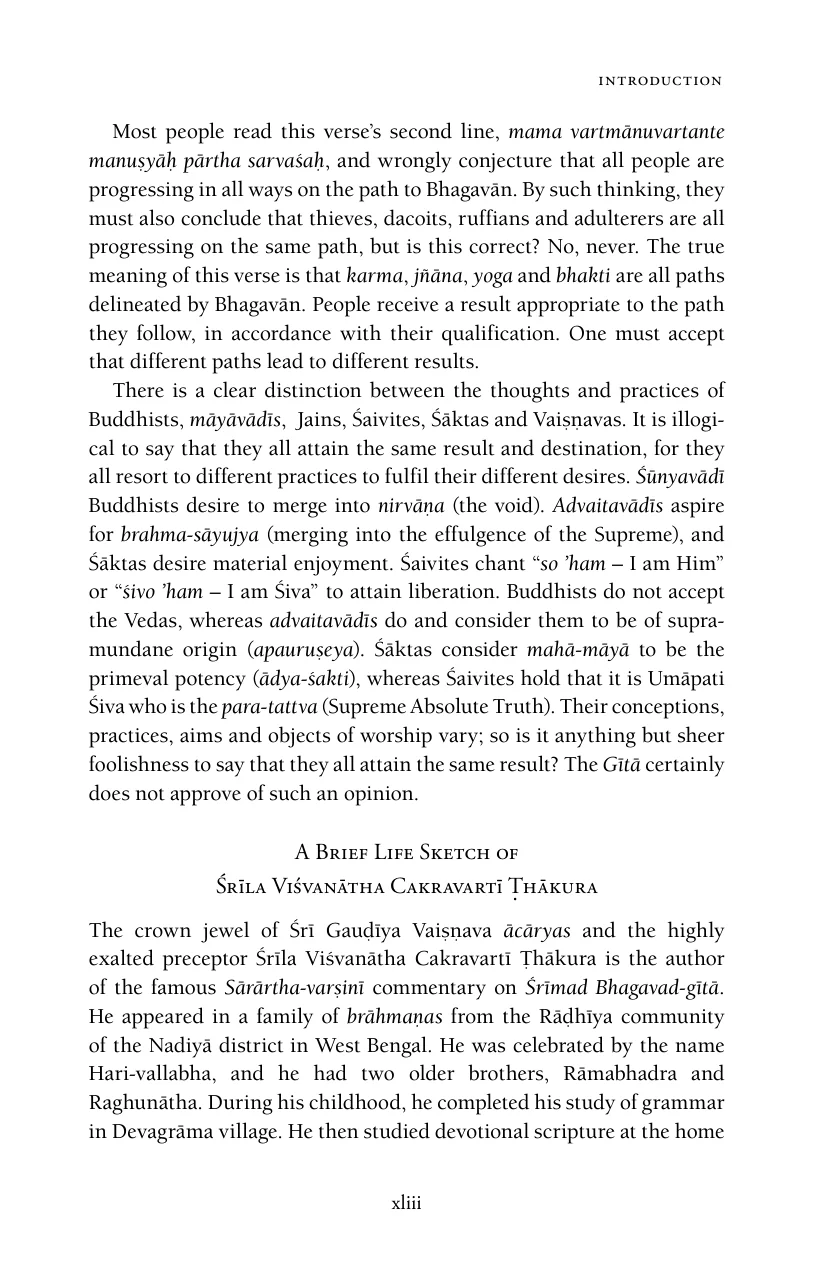 INTRODUCTION
Most people read this verse’s second line, mama vartmānuvartante
manuṣyāḥ pārtha sarvaśaḥ, and wrongly conjecture that all people are
progressing in all ways on the path to Bhagavān. By such thinking, they
must also conclude that thieves, dacoits, ruffians and adulterers are all
progressing on the same path, but is this correct? No, never. The true
meaning of this verse is that karma, jñāna, yoga and bhakti are all paths
delineated by Bhagavān. People receive a result appropriate to the path
they follow, in accordance with their qualification. One must accept
that different paths lead to different results.
There is a clear distinction between the thoughts and practices of
Buddhists, māyāvādīs, Jains, Śaivites, Śāktas and Vaiṣṇavas. It is illogi-
cal to say that they all attain the same result and destination, for they
all resort to different practices to fulfil their different desires. Śūnyavādī
Buddhists desire to merge into nirvāṇa (the void). Advaitavādīs aspire
for brahma-sāyujya (merging into the effulgence of the Supreme), and
Śāktas desire material enjoyment. Śaivites chant “so ’ham – I am Him”
or “śivo ’ham – I am Śiva” to attain liberation. Buddhists do not accept
the Vedas, whereas advaitavādīs do and consider them to be of supra-
mundane origin (apauruṣeya). Śāktas consider mahā-māyā to be the
primeval potency (ādya-śakti), whereas Śaivites hold that it is Umāpati
Śiva who is the para-tattva (Supreme Absolute Truth). Their conceptions,
practices, aims and objects of worship vary; so is it anything but sheer
foolishness to say that they all attain the same result? The Gītā certainly
does not approve of such an opinion.
A Brief Life Sketch of
Śrīla Viśvanātha Cakravartī Ṭhākura
The crown jewel of Śrī Gauḍīya Vaiṣṇava ācāryas and the highly
exalted preceptor Śrīla Viśvanātha Cakravartī Ṭhākura is the author
of the famous Sārārtha-varṣinī commentary on Śrīmad Bhagavad-gītā.
He appeared in a family of brāhmaṇas from the Rāḍhīya community
of the Nadiyā district in West Bengal. He was celebrated by the name
Hari-vallabha, and he had two older brothers, Rāmabhadra and
Raghunātha. During his childhood, he completed his study of grammar
in Devagrāma village. He then studied devotional scripture at the home
xliii